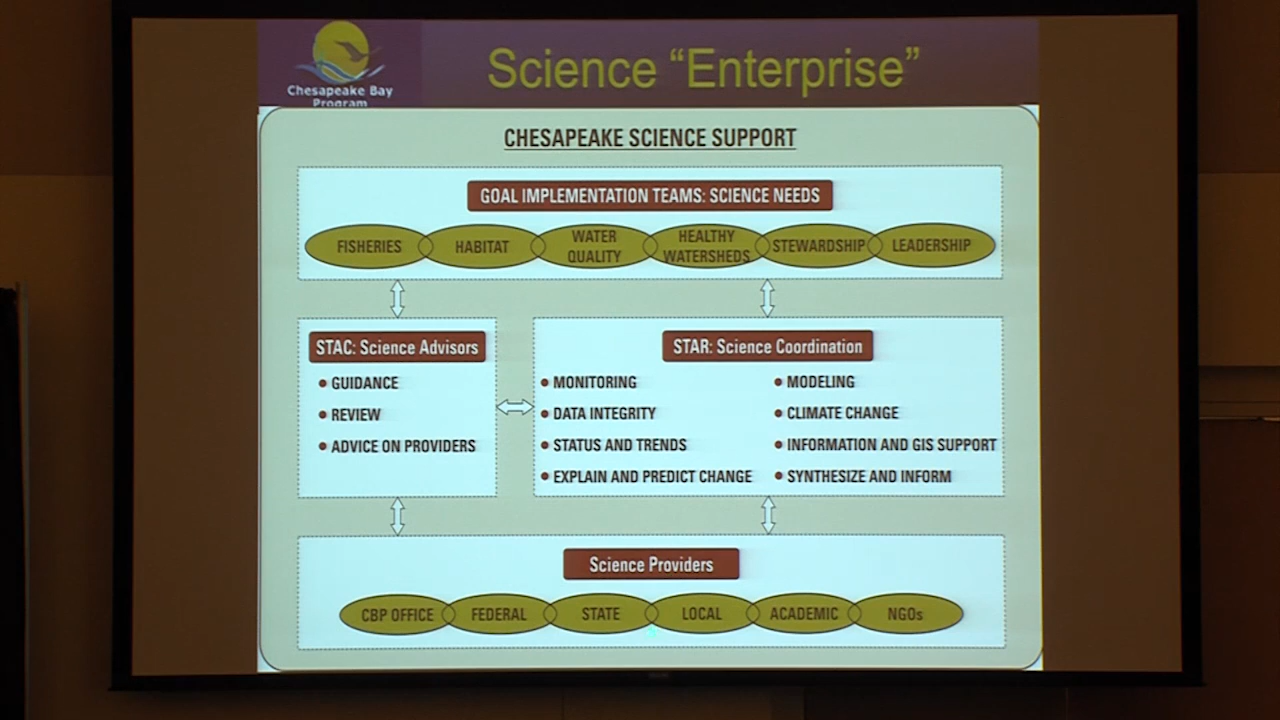 Chesapeake Bay
Program
Science “Enterprise”
CHESAPEAKE SCIENCE SUPPORT
GOAL IMPLEMENTATION TEAMS: SCIENCE NEEDS
FISHERIES
HABITAT
WATER
QUALITY
HEALTHY
WATERSHEDS
STEWARDSHIP
LEADERSHIP
STAC: Science Advisors
• GUIDANCE
• REVIEW
• ADVICE ON PROVIDERS
STAR: Science Coordination
• MONITORING
• DATA INTEGRITY
• STATUS AND TRENDS
• EXPLAIN AND PREDICT CHANGE
• MODELING
• CLIMATE CHANGE
• INFORMATION AND GIS SUPPORT
• SYNTHESIZE AND INFORM
Science Providers
CBP OFFICE
FEDERAL
STATE
LOCAL
ACADEMIC
NGOs